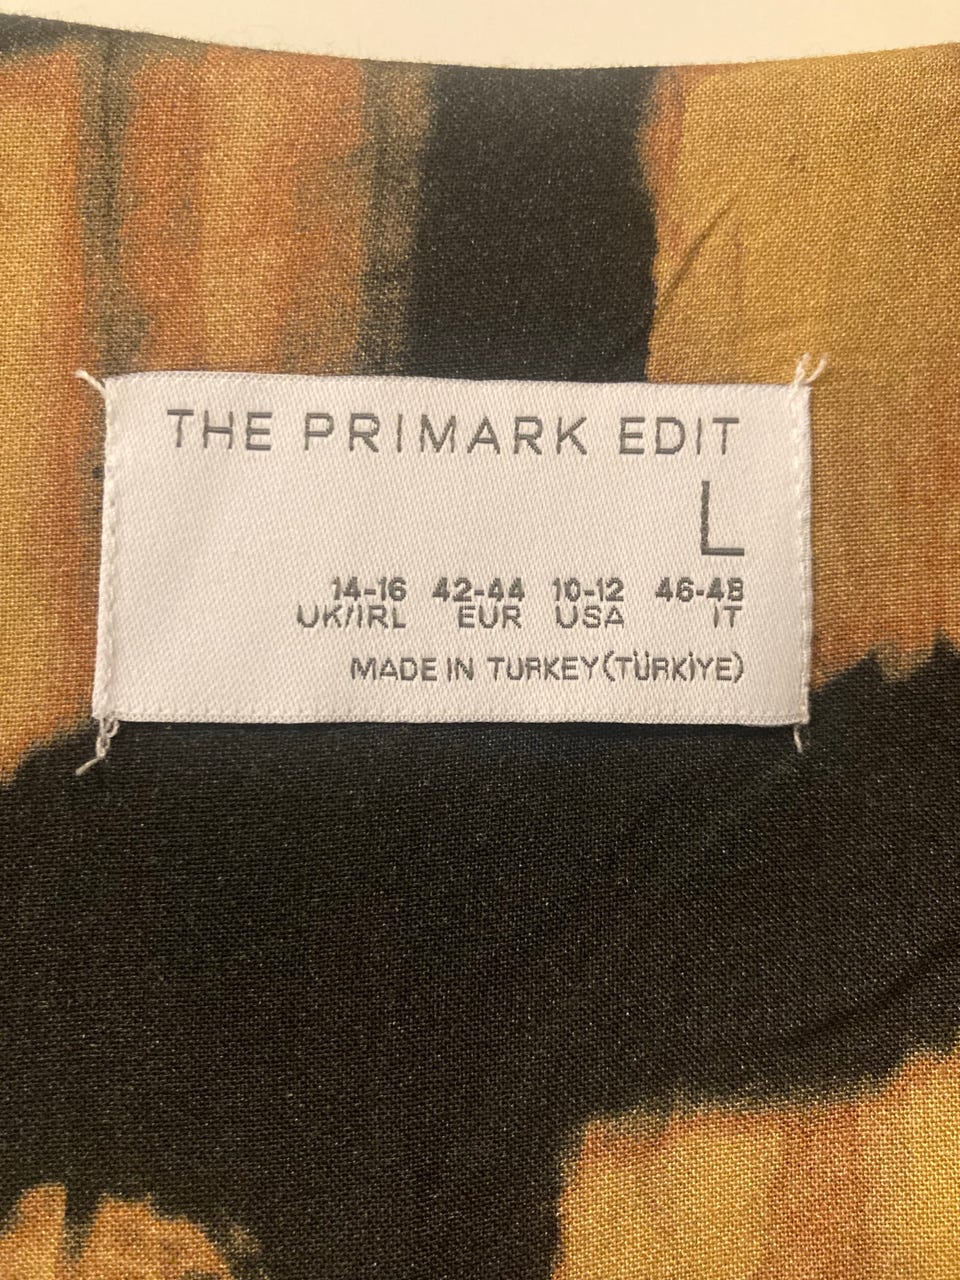 THE PRIMARK EDIT
L
14-16 42-44 10-12 46-48
UK/IRL EUR USA IT
MADE IN TURKEY(TÜRKİYE)